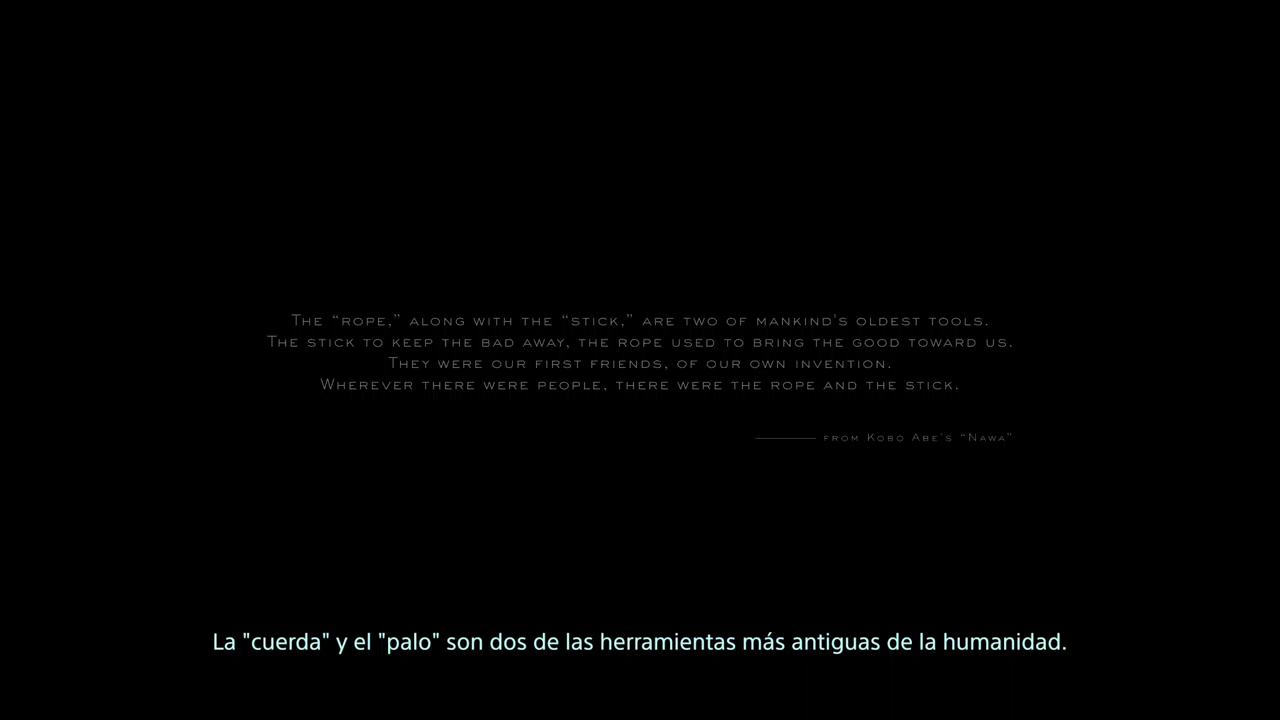 The “rope,” along with the “stick,” are two of mankind's oldest tools.
The stick to keep the bad away, the rope used to bring the good toward us.
They were our first friends, of our own invention.
Wherever there were people, there were the rope and the stick.
——— from Kobo Abe's “Nawa”
La "cuerda" y el "palo" son dos de las herramientas más antiguas de la humanidad.